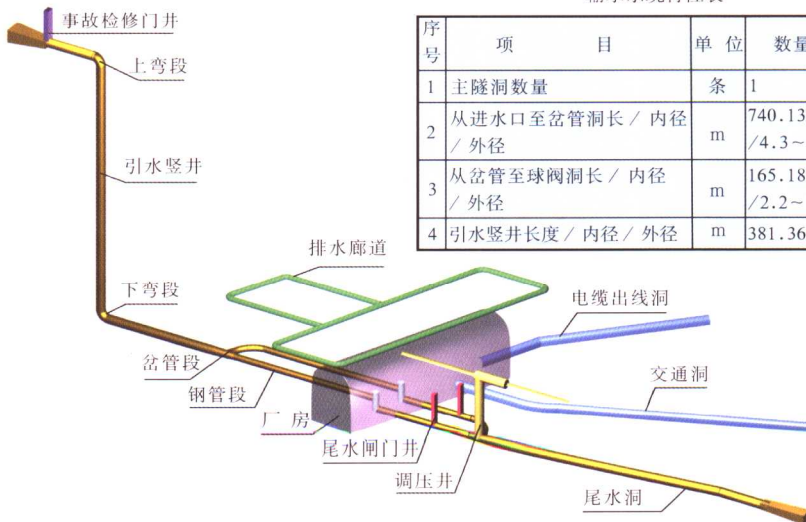 事故检修门井
上弯段
引水竖井
下弯段
岔管段
钢管段
厂房
排水廊道
尾水闸门井
调压井
电缆出线洞
交通洞
尾水洞
序号 项 目 单 位 数量
1 主隧洞数量 条 1
2 从进水口至岔管洞长 / 内径 / 外径 m 740.13 /4.3~
3 从岔管至球阀洞长 / 内径 / 外径 m 165.18 /2.2~
4 引水竖井长度 / 内径 / 外径 m 381.36